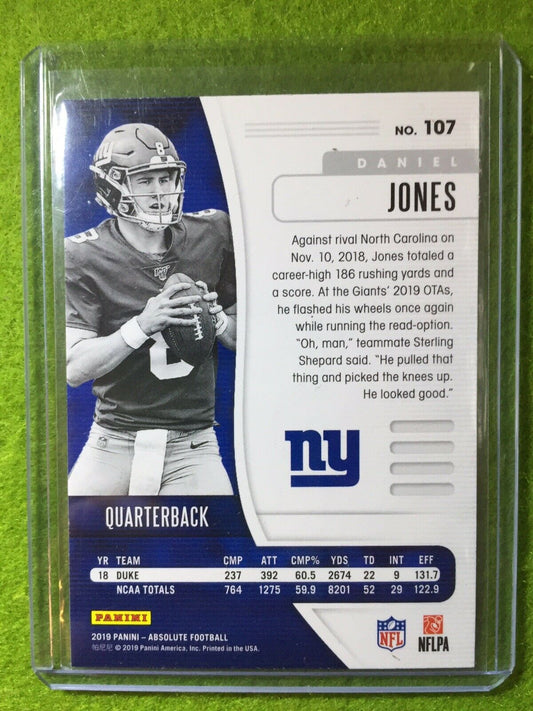 NO. 107
DANIEL
JONES
Against rival North Carolina on
Nov. 10, 2018, Jones totaled a
career-high 186 rushing yards and
a score. At the Giants' 2019 OTAs,
he flashed his wheels once again
while running the read-option.
"Oh, man," teammate Sterling
Shepard said. "He pulled that
thing and picked the knees up.
He looked good."
ny
8
8
QUARTERBACK
YR TEAM CMP ATT CMP% YDS TD INT EFF
18 DUKE 237 392 60.5 2674 22 9 131.7
NCAA TOTALS 764 1275 59.9 8201 52 29 122.9
PANINI
2019 PANINI – ABSOLUTE FOOTBALL
帕尼尼 © 2019 Panini America, Inc. Printed in the USA.
NFL
NFLPA